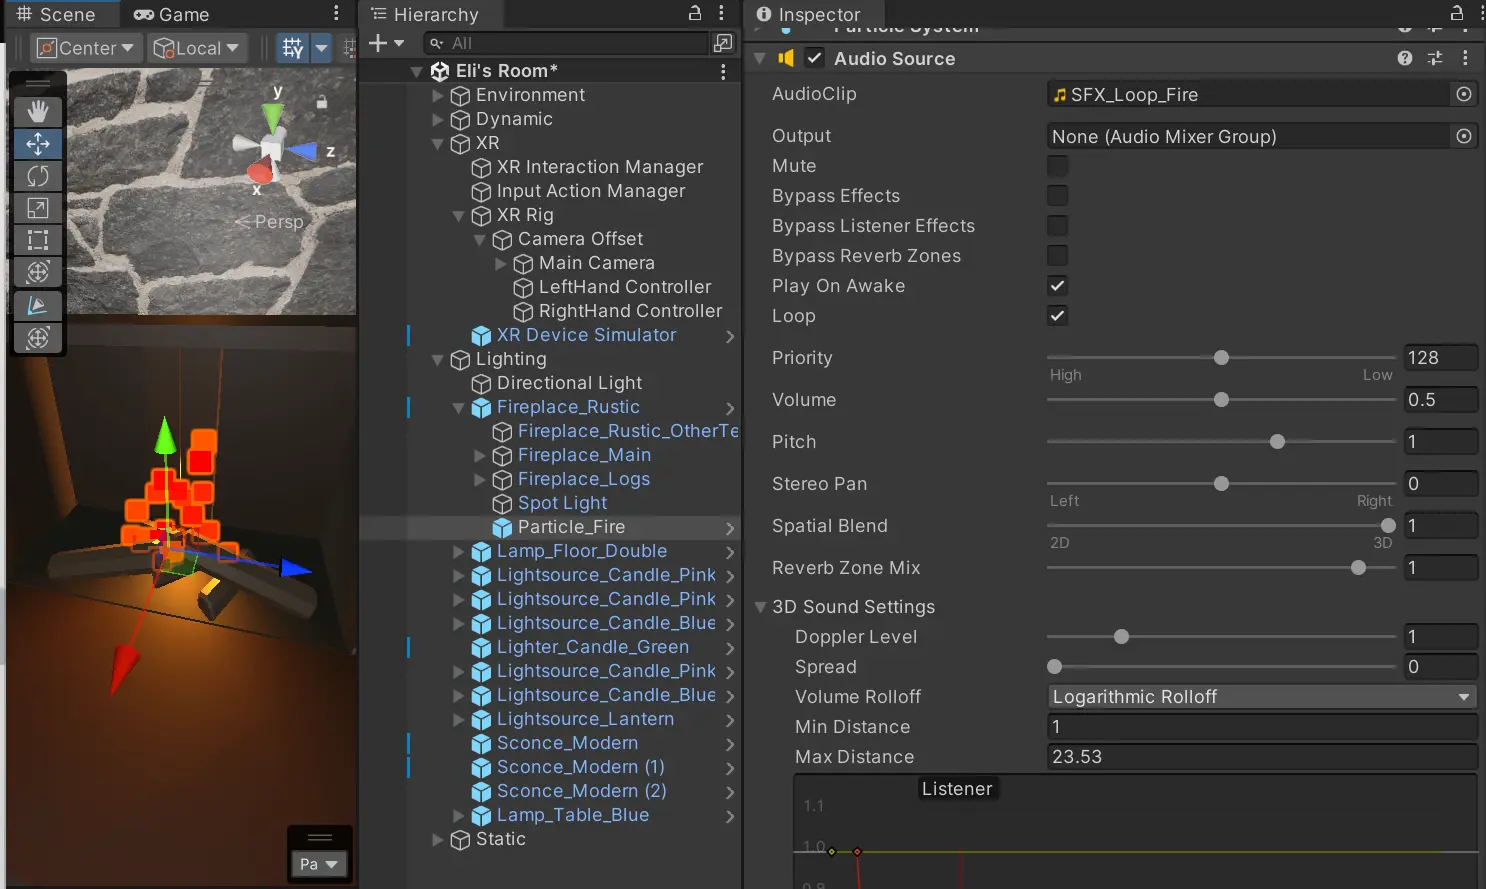 Scene
Game
Center
Local
y
z
x
Persp
Pa
Hierarchy
All
Eli's Room*
Environment
Dynamic
XR
XR Interaction Manager
Input Action Manager
XR Rig
Camera Offset
Main Camera
LeftHand Controller
RightHand Controller
XR Device Simulator
Lighting
Directional Light
Fireplace_Rustic
Fireplace_Rustic_OtherTe
Fireplace_Main
Fireplace_Logs
Spot Light
Particle_Fire
Lamp_Floor_Double
Lightsource_Candle_Pink
Lightsource_Candle_Pink
Lightsource_Candle_Blue
Lighter_Candle_Green
Lightsource_Candle_Pink
Lightsource_Candle_Blue
Lightsource_Lantern
Sconce_Modern
Sconce_Modern (1)
Sconce_Modern (2)
Lamp_Table_Blue
Static
Inspector
Particle System
Audio Source
AudioClip SFX_Loop_Fire
Output None (Audio Mixer Group)
Mute
Bypass Effects
Bypass Listener Effects
Bypass Reverb Zones
Play On Awake
Loop
Priority 128
High Low
Volume 0.5
Pitch 1
Stereo Pan 0
Left Right
Spatial Blend 1
2D 3D
Reverb Zone Mix 1
3D Sound Settings
Doppler Level 1
Spread 0
Volume Rolloff Logarithmic Rolloff
Min Distance 1
Max Distance 23.53
Listener
1.1
1.0
0.9